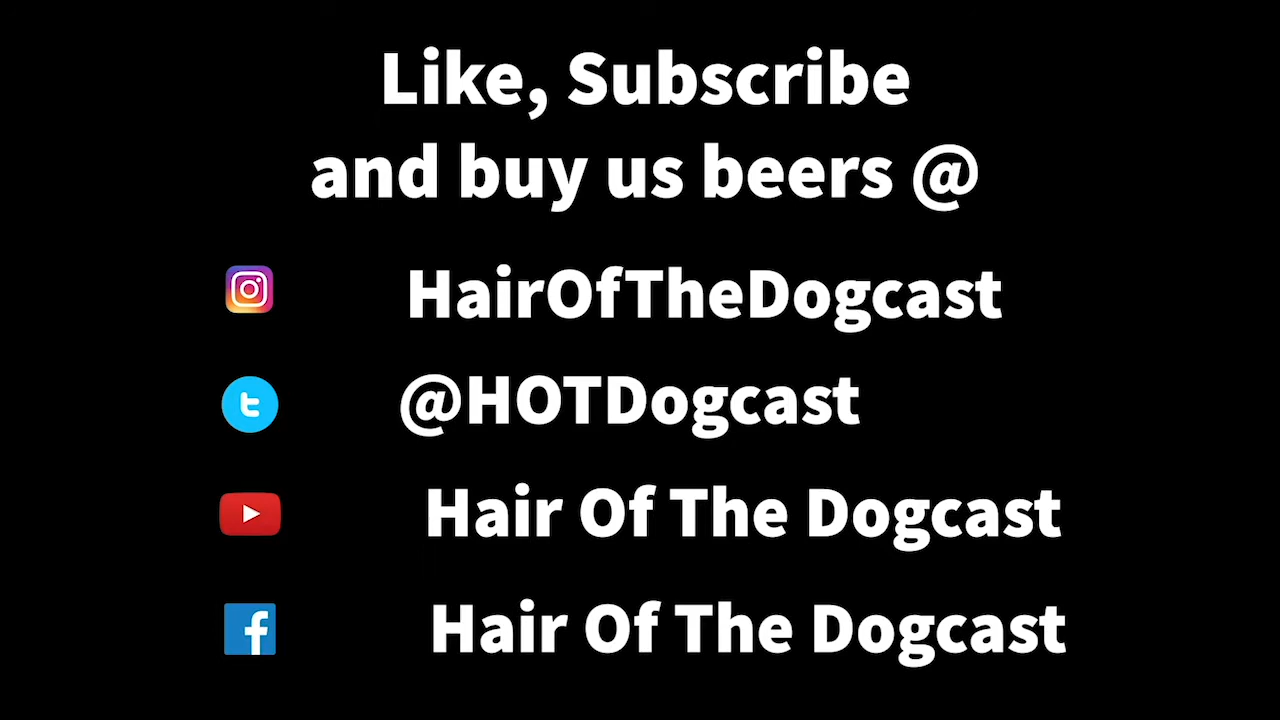 Like, Subscribe
and buy us beers @
HairOfTheDogcast
@HOTDogcast
Hair Of The Dogcast
Hair Of The Dogcast